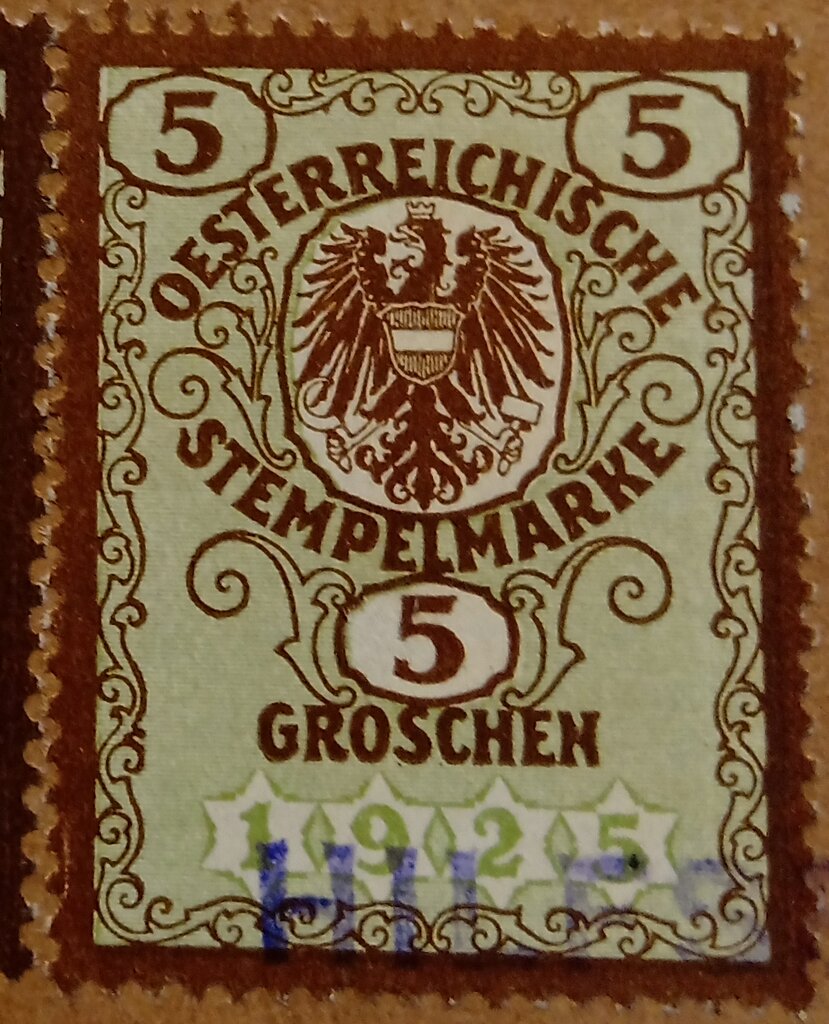 5 5
OESTERREICHISCHE
STEMPELMARKE
5
GROSCHEN
1925